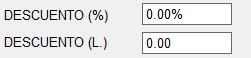 DESCUENTO (%) 0.00%
DESCUENTO (L.) 0.00